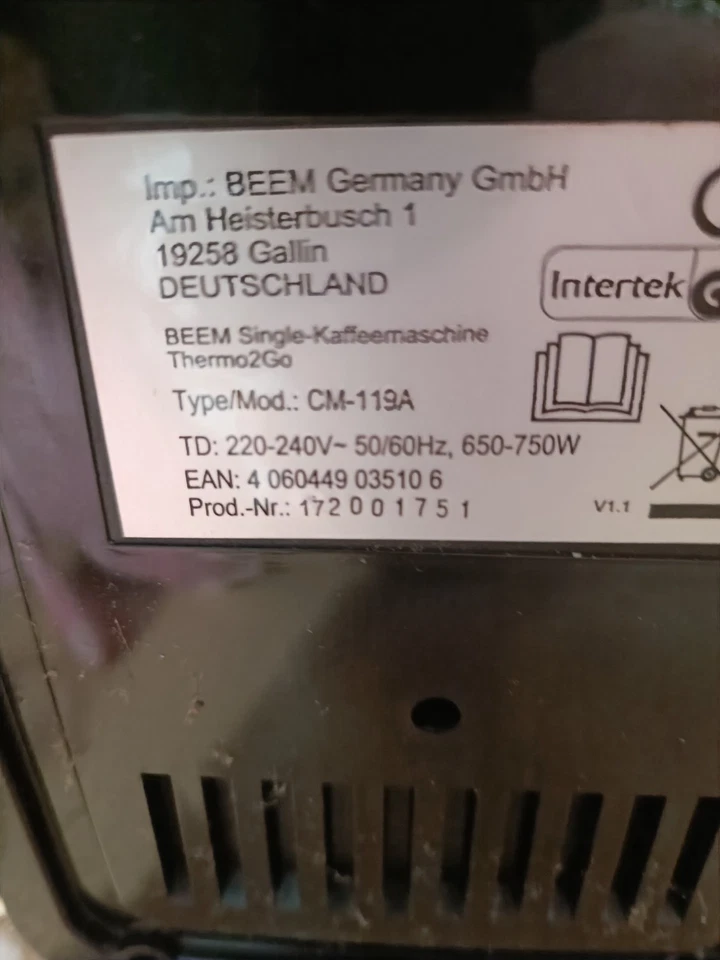 Imp.: BEEM Germany GmbH
Am Heisterbusch 1
19258 Gallin
DEUTSCHLAND
Intertek
BEEM Single-Kaffeemaschine
Thermo2Go
Type/Mod.: CM-119A
TD: 220-240V~ 50/60Hz, 650-750W
EAN: 4 060449 03510 6
Prod.-Nr.: 172001751
V1.1